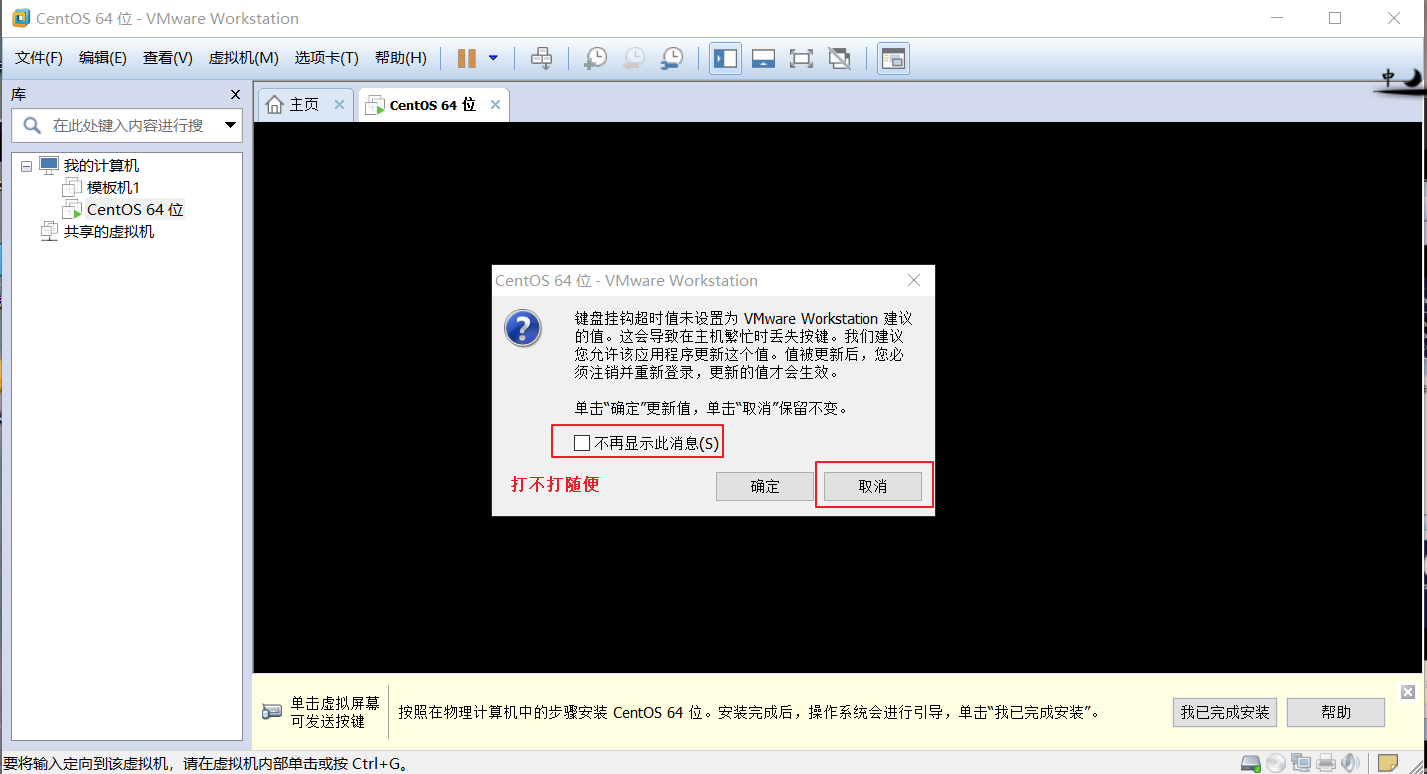 CentOS 64 位 - VMware Workstation
文件(F) 编辑(E) 查看(V) 虚拟机(M) 选项卡(T) 帮助(H)
中
库
主页
CentOS 64 位
在此处键入内容进行搜
我的计算机
模板机1
CentOS 64 位
共享的虚拟机
CentOS 64 位 - VMware Workstation
键盘挂钩超时值未设置为 VMware Workstation 建议
的值。这会导致在主机繁忙时丢失按键。我们建议
您允许该应用程序更新这个值。值被更新后，您必
须注销并重新登录，更新的值才会生效。
单击“确定”更新值，单击“取消”保留不变。
不再显示此消息(S)
打不打随便
确定
取消
单击虚拟屏幕
可发送按键
按照在物理计算机中的步骤安装 CentOS 64 位。安装完成后，操作系统会进行引导，单击“我已完成安装”。
我已完成安装
帮助
要将输入定向到该虚拟机，请在虚拟机内部单击或按 Ctrl+G。